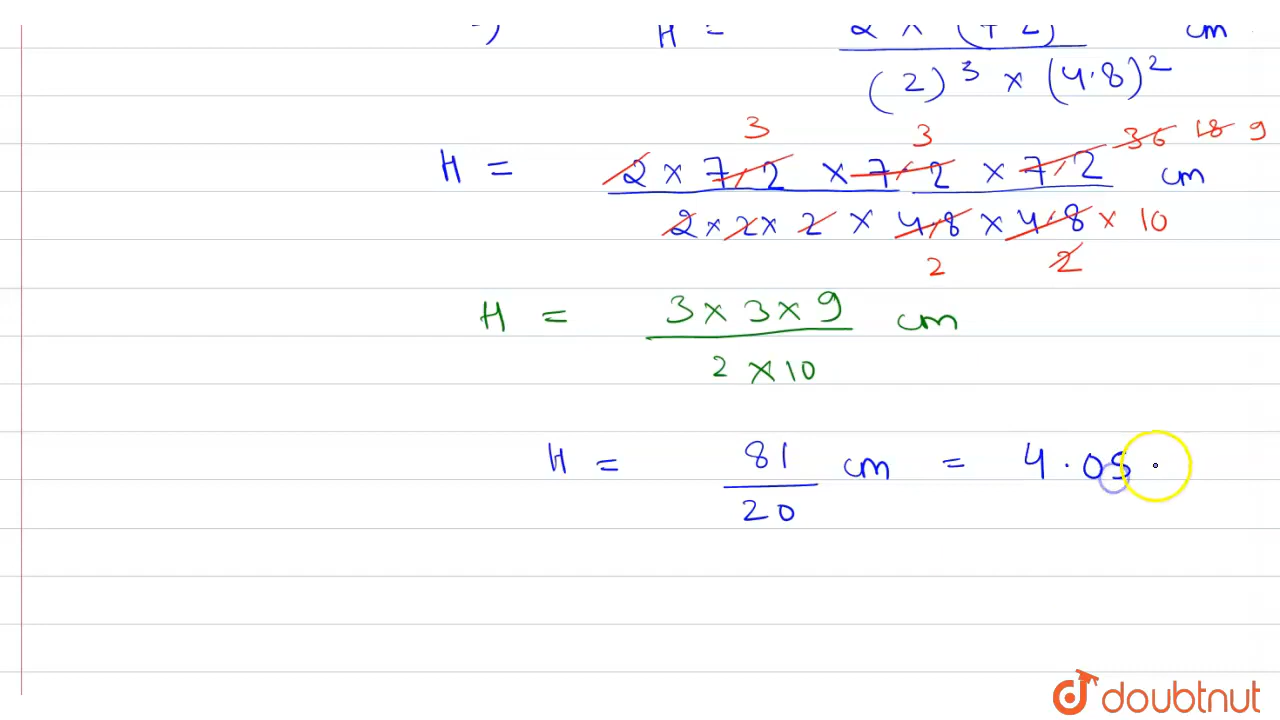 H =
cm
(2)³ × (4.8)²
3 3 36 18 9
H = 2 × 7.2 × 7.2 × 7.2 cm
2 × 2 × 2 × 4.8 × 4.8 × 10
2 2
H = 3 × 3 × 9 cm
2 × 10
H = 81 cm = 4.05
20
doubtnut